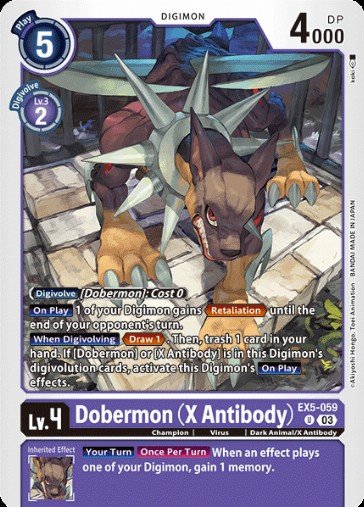 DIGIMON
Play
5
DP
4000
Digivolve
Lv.3
2
koki
©Akiyoshi Hongo, Toei Animation BANDAI MADE IN JAPAN
Digivolve [Dobermon]: Cost 0
On Play 1 of your Digimon gains Retaliation until the
end of your opponent's turn.
When Digivolving Draw 1. Then, trash 1 card in your
hand. If [Dobermon] or [X Antibody] is in this Digimon's
digivolution cards, activate this Digimon's On Play
effects.
Lv.4
Dobermon (X Antibody)
EX5-059
U 03
Champion | Virus | Dark Animal/X Antibody
Inherited Effect
Your Turn Once Per Turn When an effect plays
one of your Digimon, gain 1 memory.